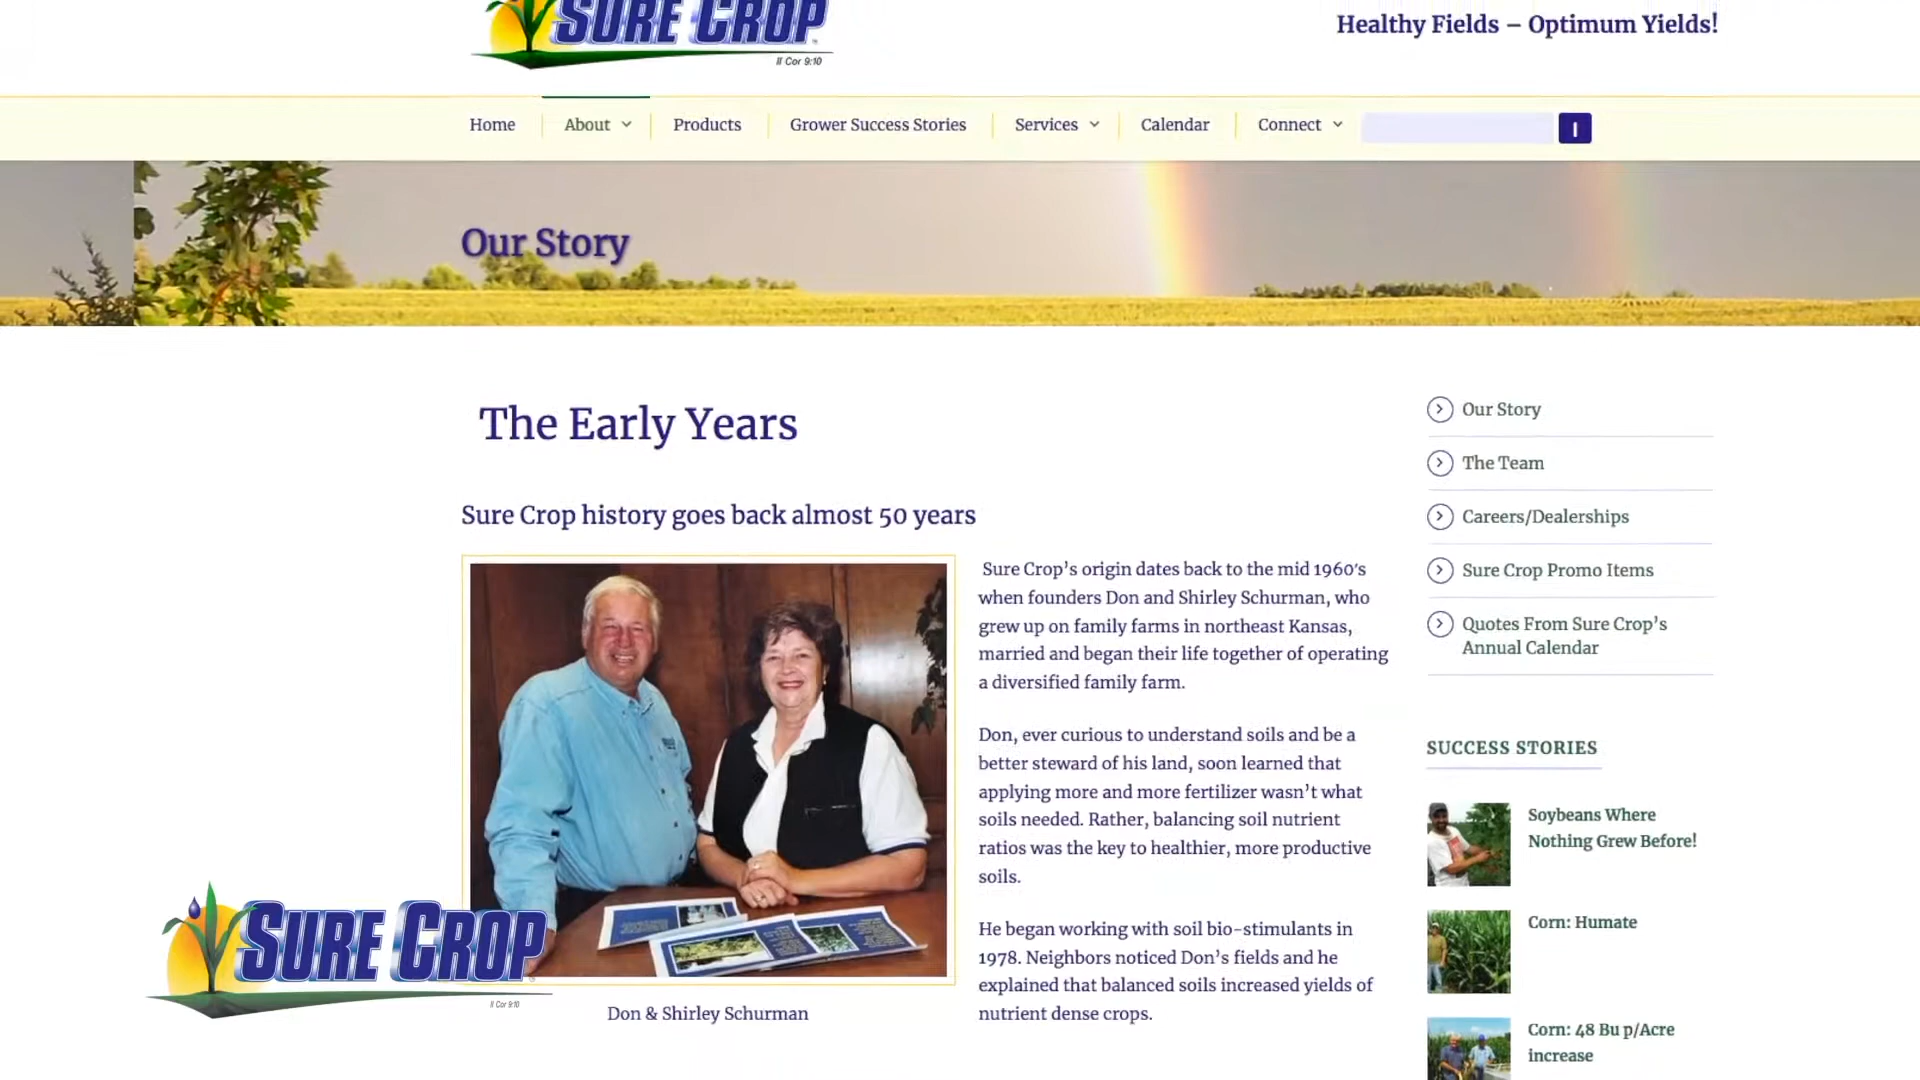 SURE CROP
II Cor 9:10
Healthy Fields – Optimum Yields!
Home
About
Products
Grower Success Stories
Services
Calendar
Connect
Our Story
The Early Years
Sure Crop history goes back almost 50 years
Sure Crop’s origin dates back to the mid 1960's
when founders Don and Shirley Schurman, who
grew up on family farms in northeast Kansas,
married and began their life together of operating
a diversified family farm.
Don, ever curious to understand soils and be a
better steward of his land, soon learned that
applying more and more fertilizer wasn’t what
soils needed. Rather, balancing soil nutrient
ratios was the key to healthier, more productive
soils.
He began working with soil bio-stimulants in
1978. Neighbors noticed Don’s fields and he
explained that balanced soils increased yields of
nutrient dense crops.
Don & Shirley Schurman
Our Story
The Team
Careers/Dealerships
Sure Crop Promo Items
Quotes From Sure Crop’s
Annual Calendar
SUCCESS STORIES
Soybeans Where
Nothing Grew Before!
Corn: Humate
Corn: 48 Bu p/Acre
increase
SURE CROP
II Cor 9:10